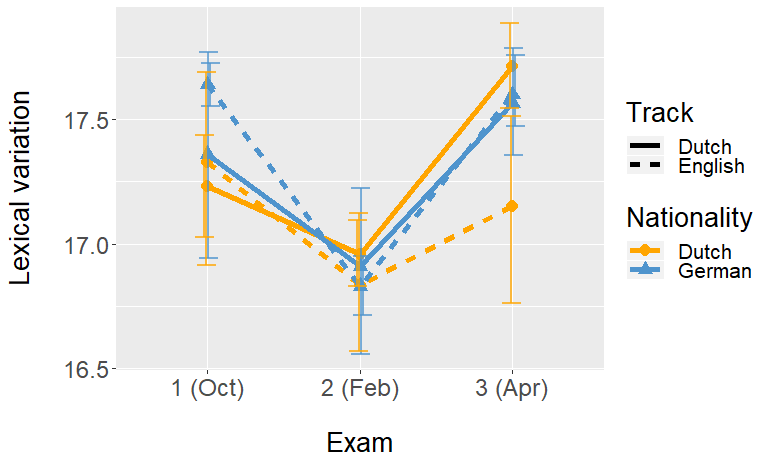 Lexical variation
17.5
17.0
16.5
1 (Oct)
2 (Feb)
3 (Apr)
Exam
Track
Dutch
English
Nationality
Dutch
German